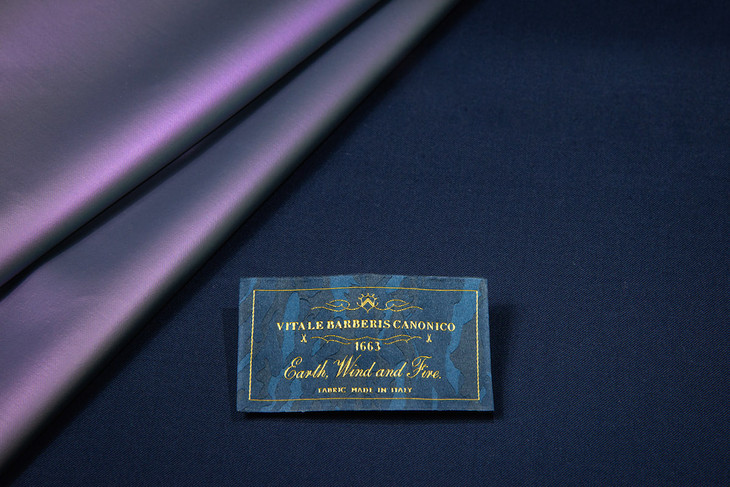 VITALE BARBERIS CANONICO
1663
Earth, Wind and Fire.
FABRIC MADE IN ITALY